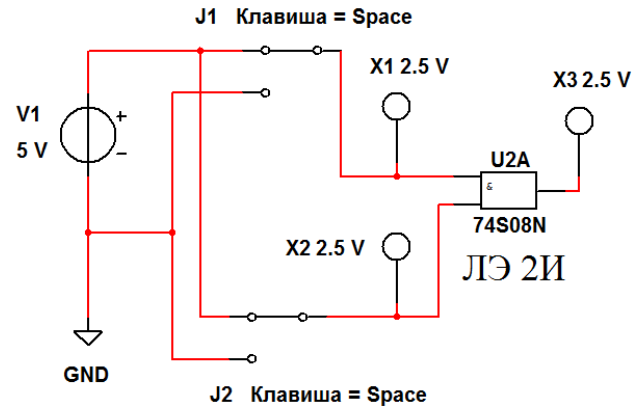 J1 Клавиша = Space
X1 2.5 V
X3 2.5 V
V1
+
5 V
−
U2A
&
74S08N
X2 2.5 V
ЛЭ 2И
GND
J2 Клавиша = Space